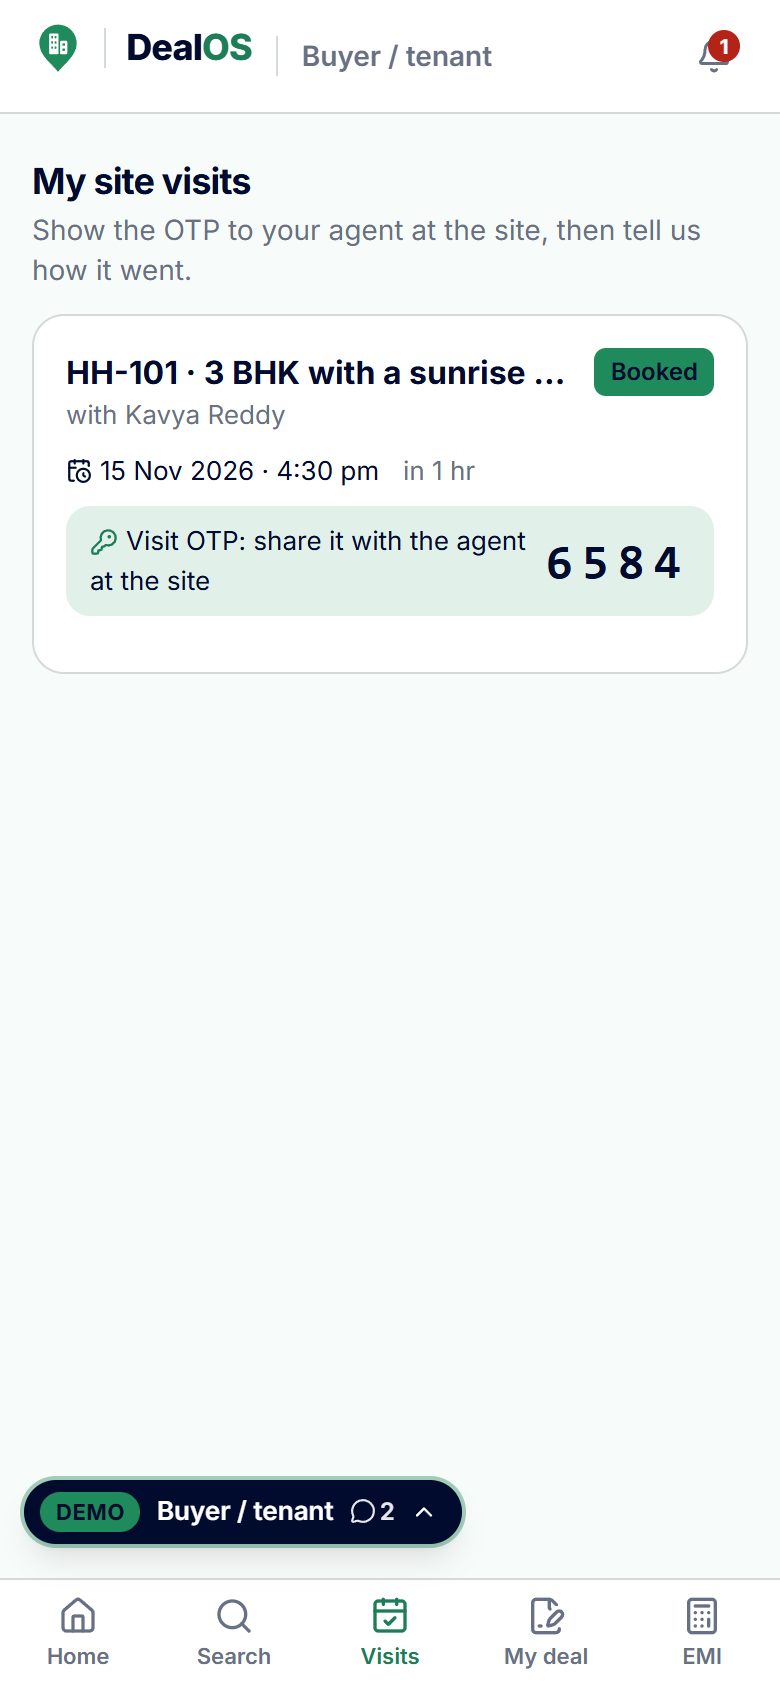 DealOS
Buyer / tenant
1
My site visits
Show the OTP to your agent at the site, then tell us
how it went.
HH-101 · 3 BHK with a sunrise ...
Booked
with Kavya Reddy
15 Nov 2026 · 4:30 pm in 1 hr
Visit OTP: share it with the agent
at the site
6584
DEMO Buyer / tenant 2
Home Search Visits My deal EMI